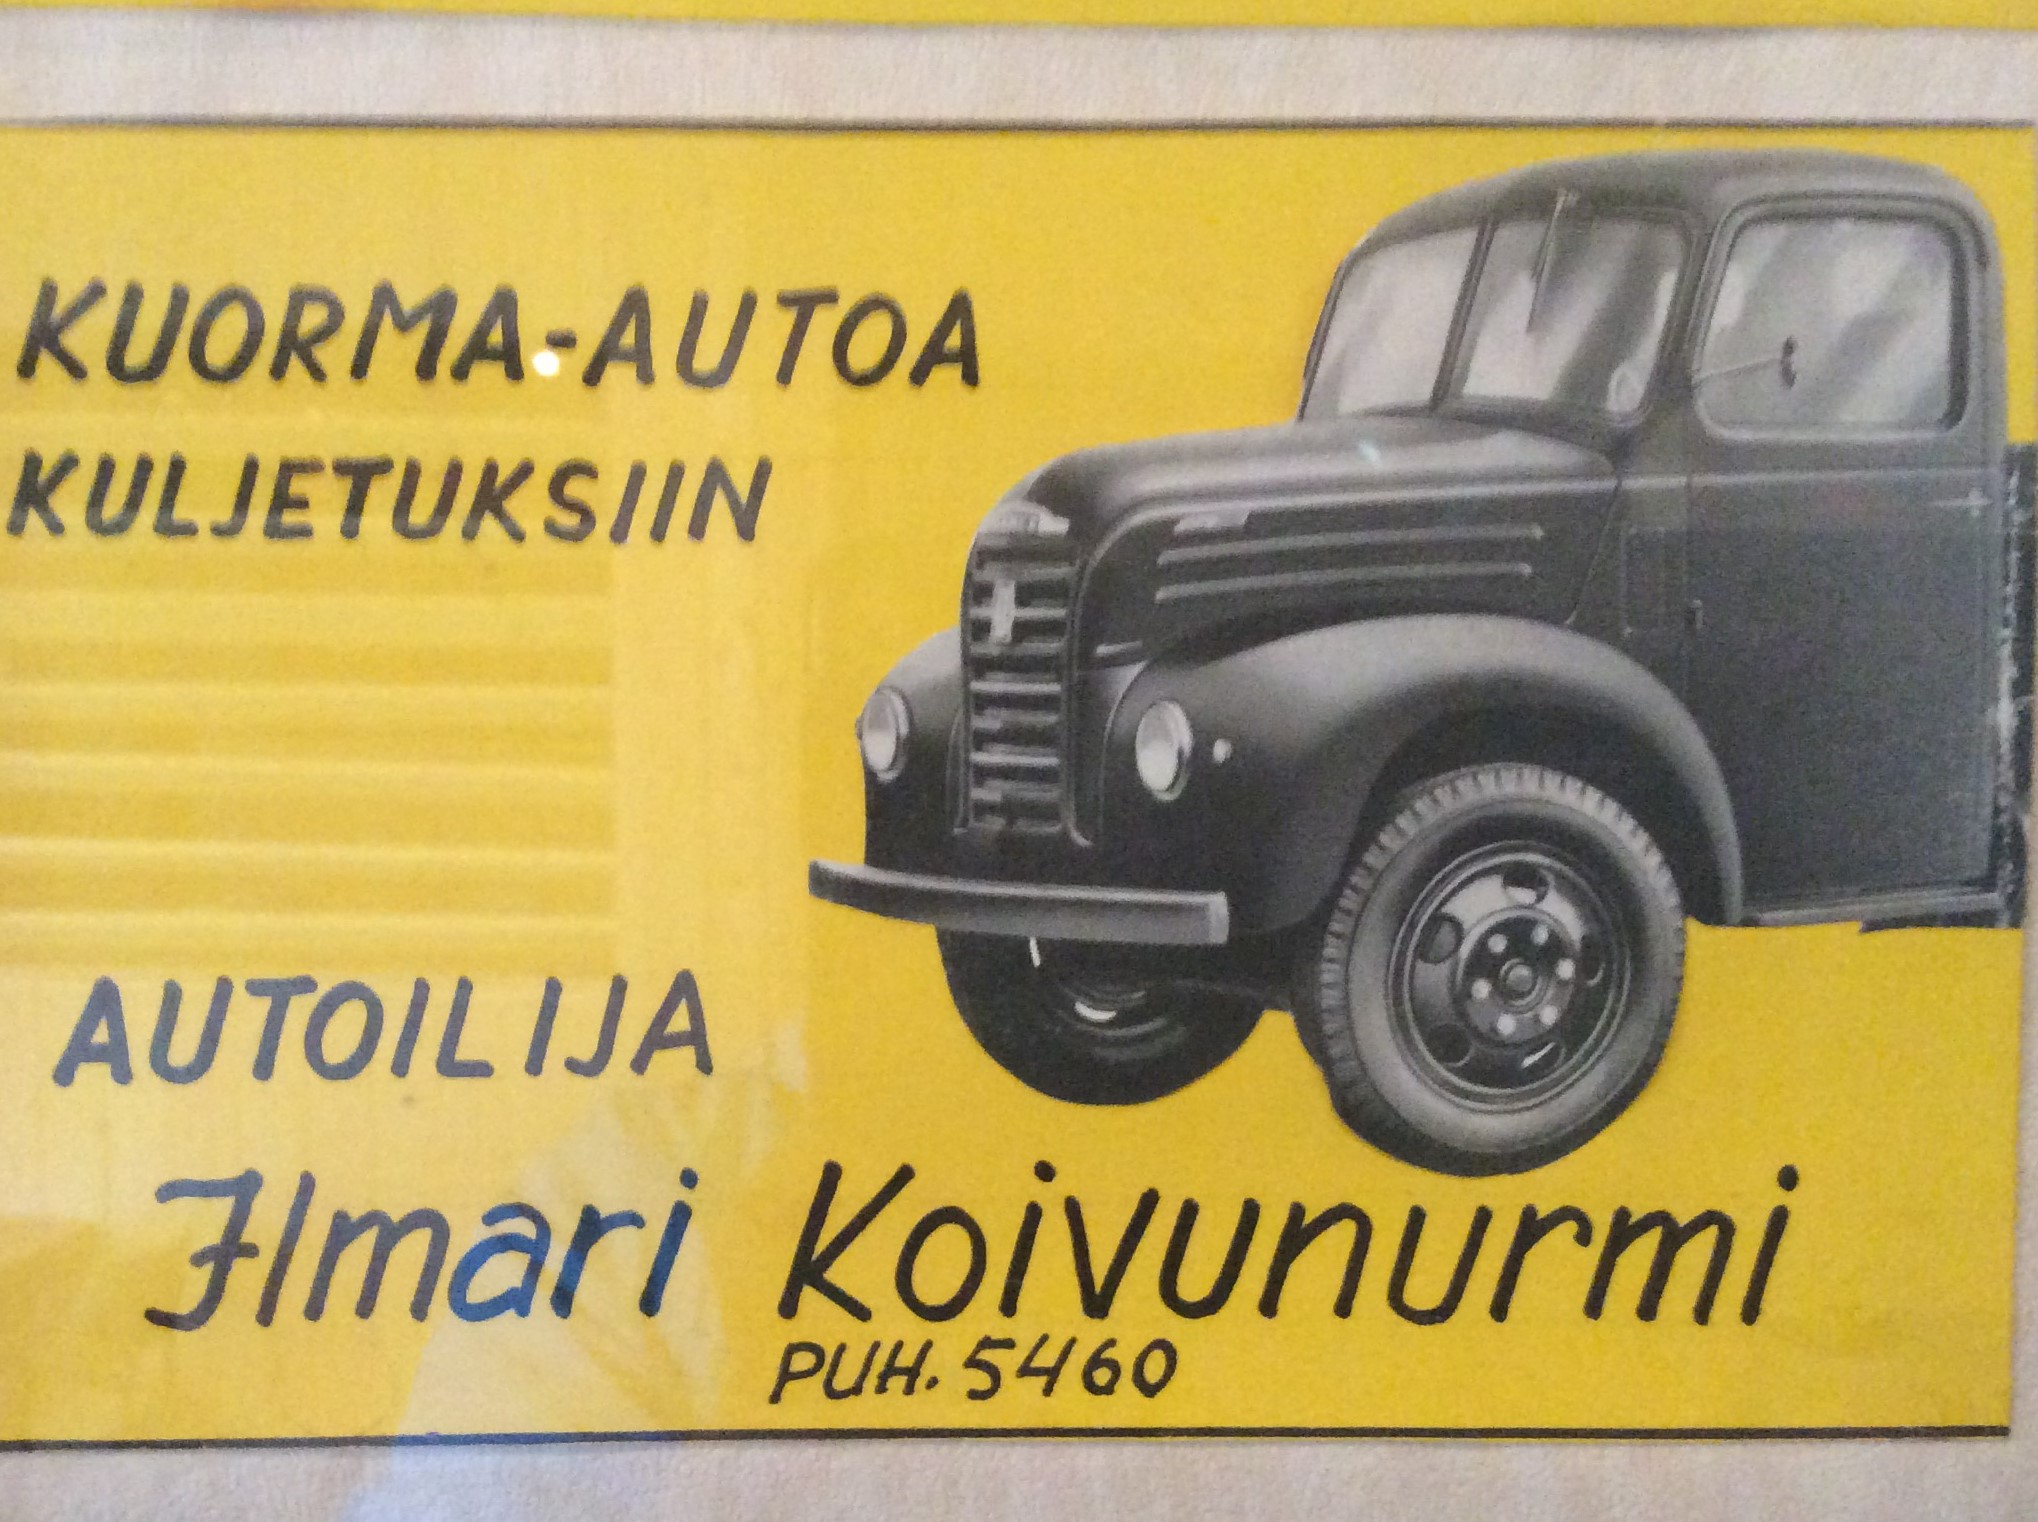 KUORMA-AUTOA
KULJETUKSIIN
AUTOILIJA
Ilmari Koivunurmi
PUH. 5460